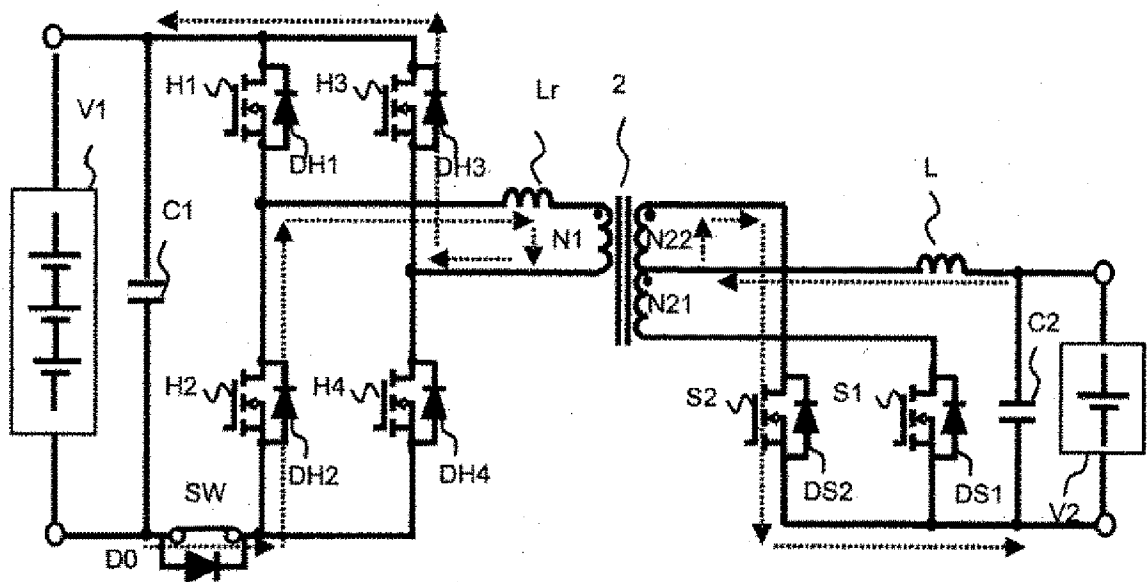 H1
H3
V1
Lr
2
DH1
DH3
L
C1
N1
N22
N21
C2
H2
H4
S2
S1
DH2
DH4
DS2
DS1
SW
V2
D0